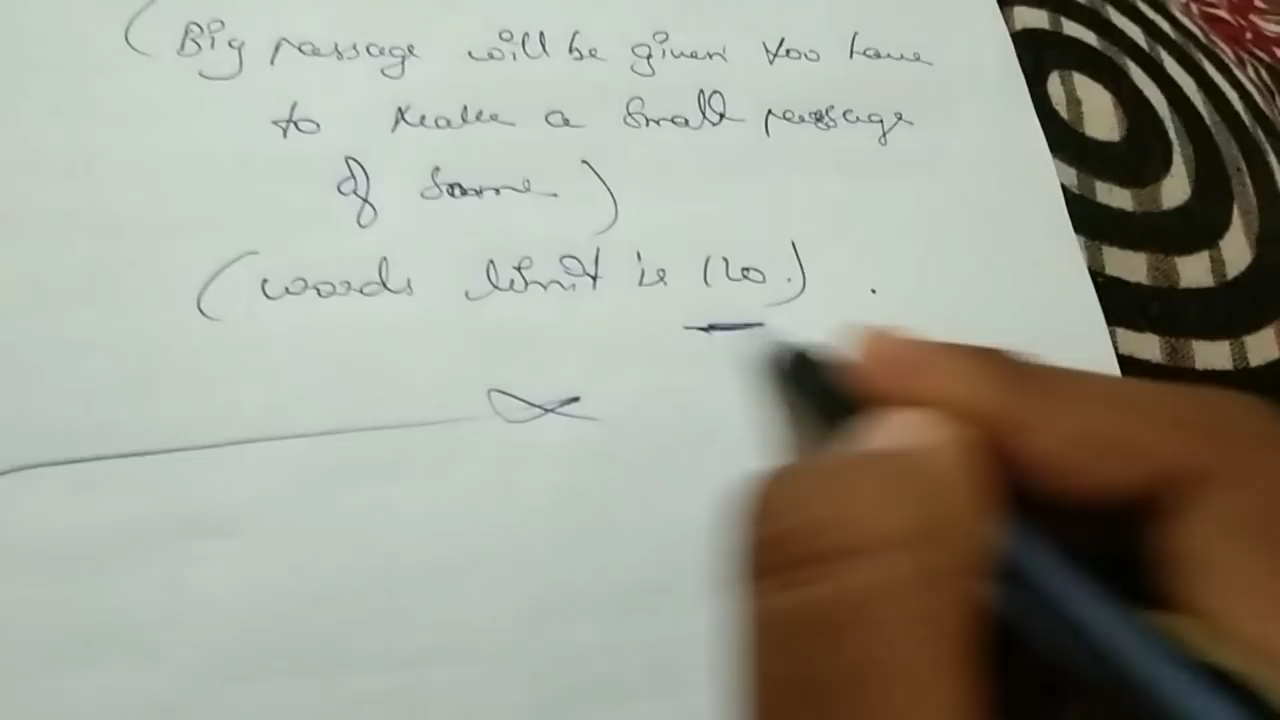 (Big passage will be given you have
to make a small passage
of same)
(words limit is 120.) .